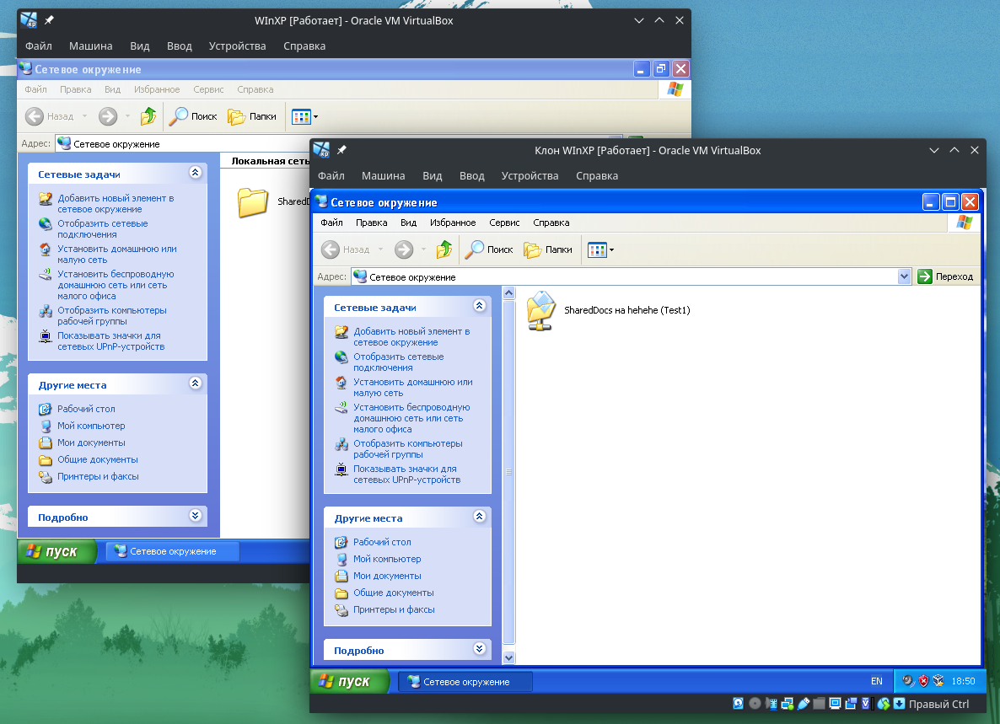 WInXP [Работает] - Oracle VM VirtualBox
Файл Машина Вид Ввод Устройства Справка
Сетевое окружение
Файл Правка Вид Избранное Сервис Справка
Назад Поиск Папки
Адрес: Сетевое окружение
Сетевые задачи
Добавить новый элемент в
сетевое окружение
Отобразить сетевые
подключения
Установить домашнюю или
малую сеть
Установить беспроводную
домашнюю сеть или сеть
малого офиса
Отобразить компьютеры
рабочей группы
Показывать значки для
сетевых UPnP-устройств
Другие места
Рабочий стол
Мой компьютер
Мои документы
Общие документы
Принтеры и факсы
Подробно
Локальная сеть
SharedD
пуск Сетевое окружение
Клон WInXP [Работает] - Oracle VM VirtualBox
Файл Машина Вид Ввод Устройства Справка
Сетевое окружение
Файл Правка Вид Избранное Сервис Справка
Назад Поиск Папки
Адрес: Сетевое окружение Переход
Сетевые задачи
Добавить новый элемент в
сетевое окружение
Отобразить сетевые
подключения
Установить домашнюю или
малую сеть
Установить беспроводную
домашнюю сеть или сеть
малого офиса
Отобразить компьютеры
рабочей группы
Показывать значки для
сетевых UPnP-устройств
Другие места
Рабочий стол
Мой компьютер
Мои документы
Общие документы
Принтеры и факсы
Подробно
SharedDocs на hehehe (Test1)
пуск Сетевое окружение EN 18:50
Правый Ctrl